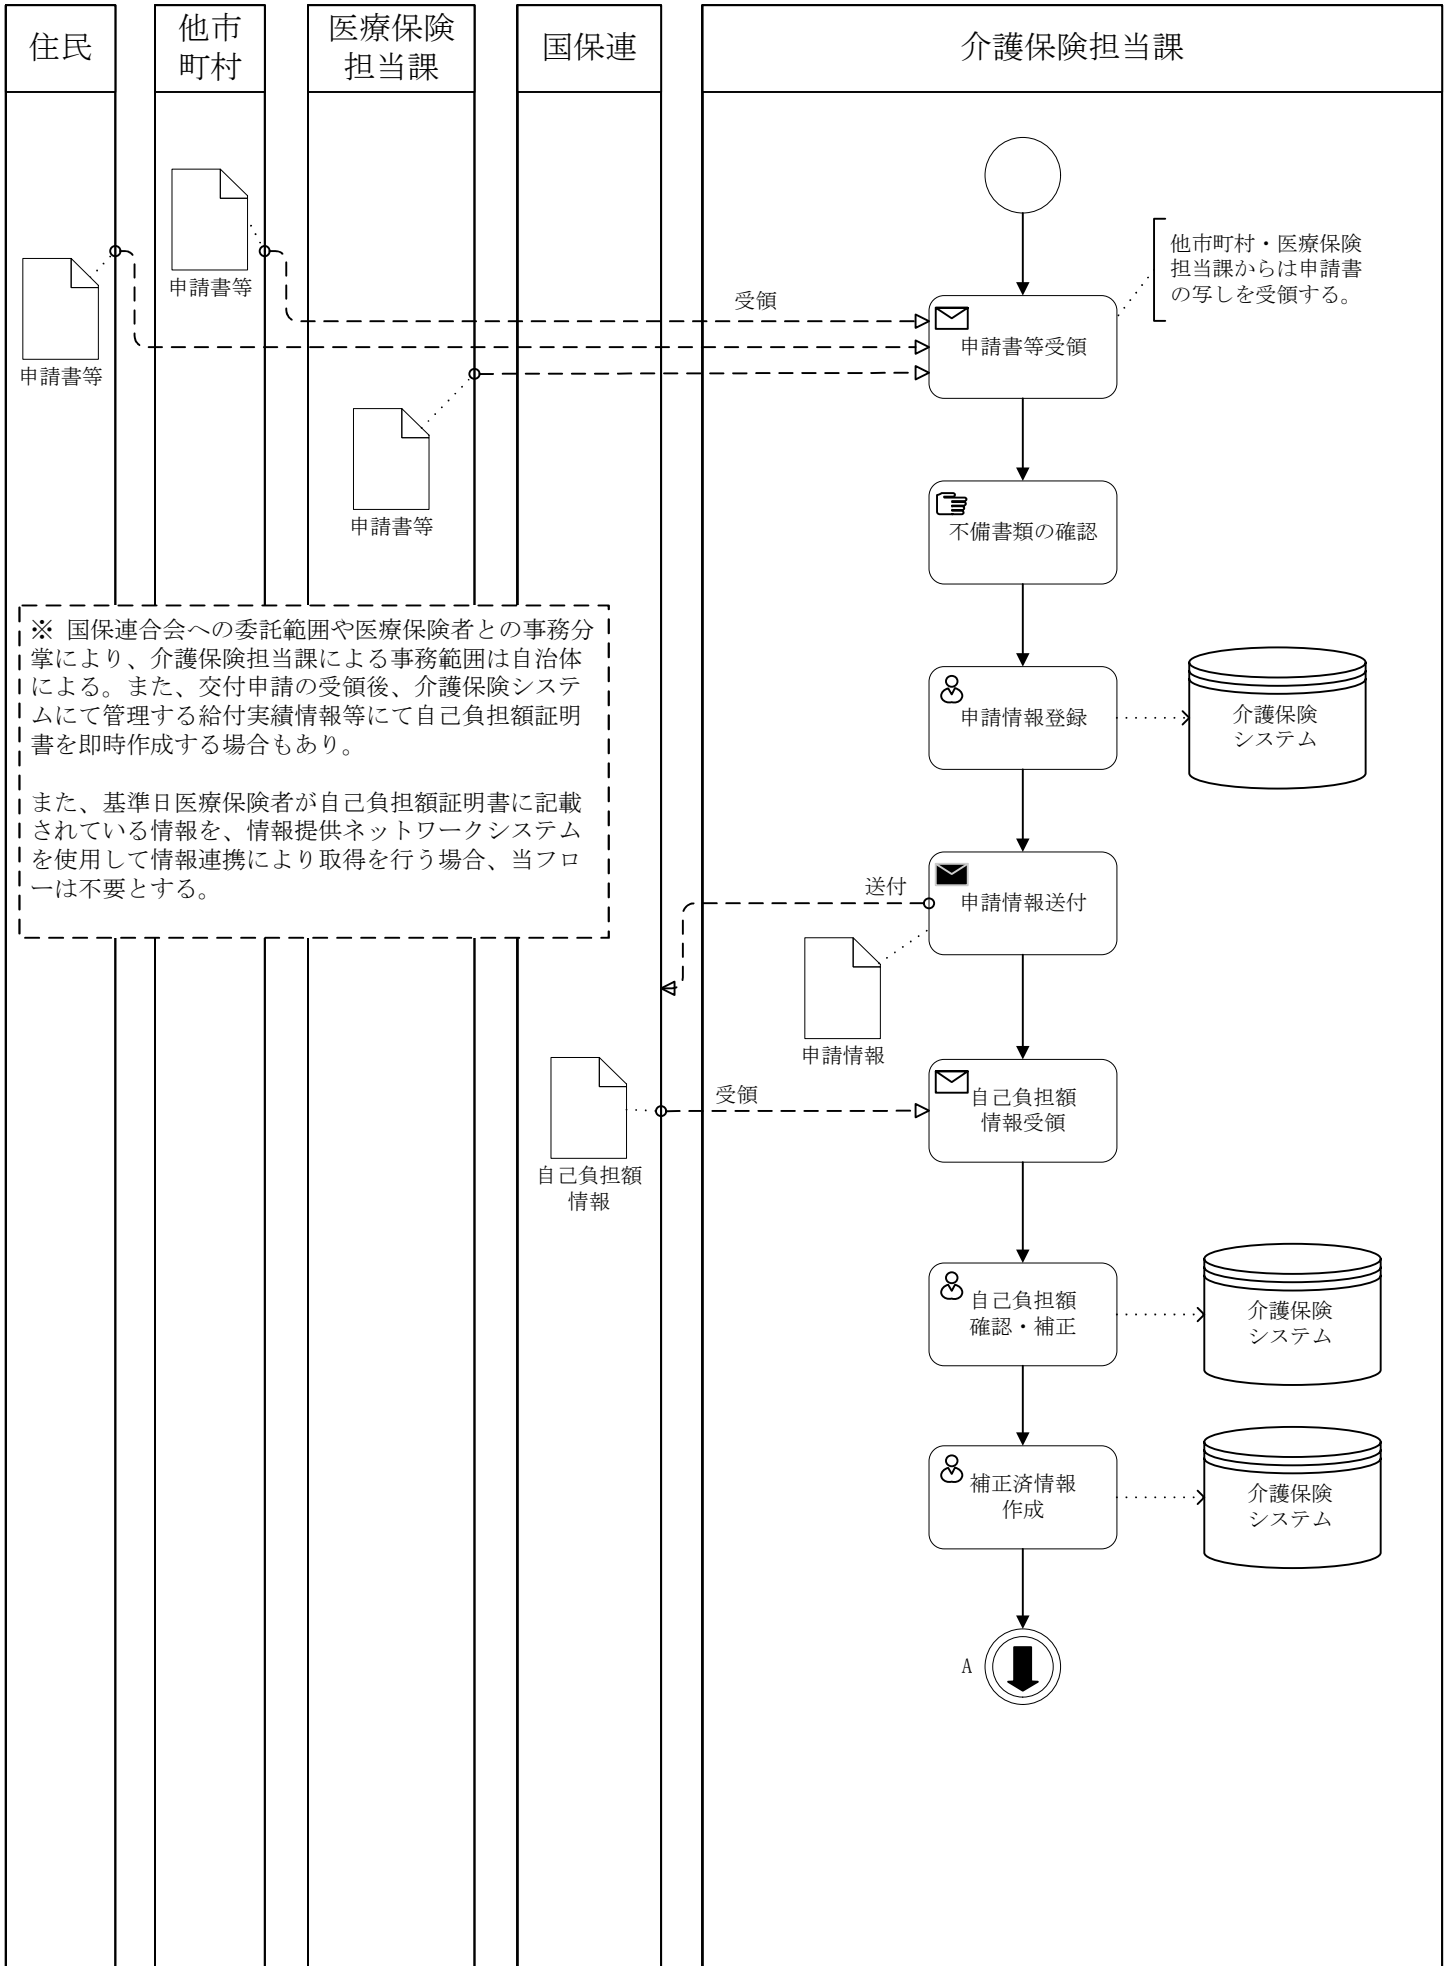 住民
他市
町村
医療保険
担当課
国保連
介護保険担当課
申請書等
申請書等
申請書等
受領
他市町村・医療保険
担当課からは申請書
の写しを受領する。
申請書等受領
不備書類の確認
※ 国保連合会への委託範囲や医療保険者との事務分
掌により、介護保険担当課による事務範囲は自治体
による。また、交付申請の受領後、介護保険システ
ムにて管理する給付実績情報等にて自己負担額証明
書を即時作成する場合もあり。
また、基準日医療保険者が自己負担額証明書に記載
されている情報を、情報提供ネットワークシステム
を使用して情報連携により取得を行う場合、当フロ
ーは不要とする。
申請情報登録
介護保険
システム
送付
申請情報送付
申請情報
受領
自己負担額
情報受領
自己負担額
情報
自己負担額
確認・補正
介護保険
システム
補正済情報
作成
介護保険
システム
A